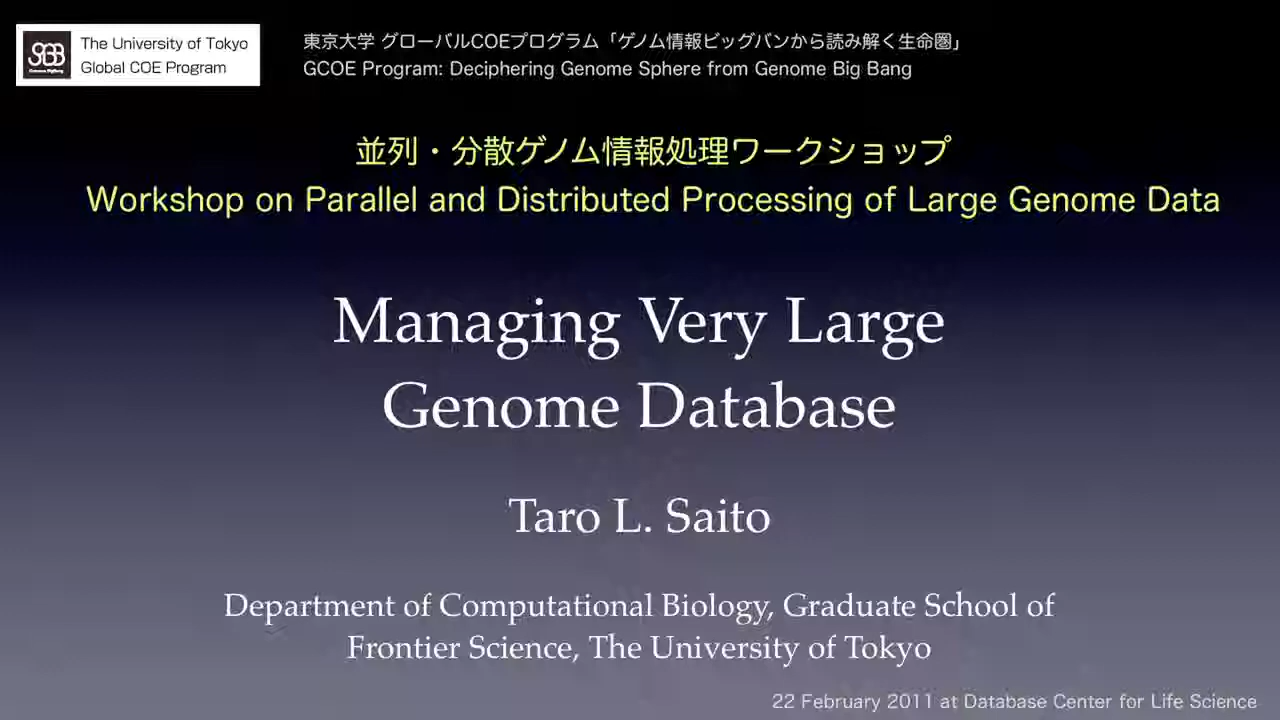 The University of Tokyo
Global COE Program
東京大学 グローバルCOEプログラム「ゲノム情報ビッグバンから読み解く生命圏」
GCOE Program: Deciphering Genome Sphere from Genome Big Bang
並列・分散ゲノム情報処理ワークショップ
Workshop on Parallel and Distributed Processing of Large Genome Data
Managing Very Large
Genome Database
Taro L. Saito
Department of Computational Biology, Graduate School of
Frontier Science, The University of Tokyo
22 February 2011 at Database Center for Life Science